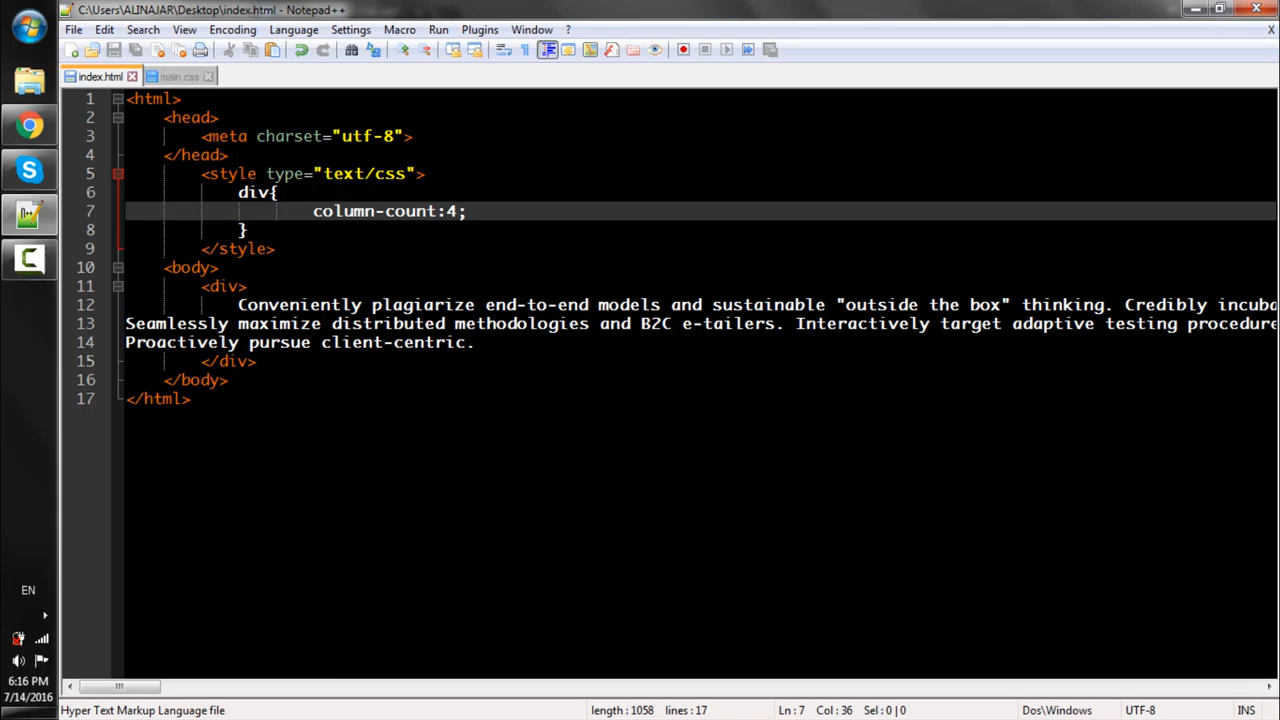 C:\Users\ALINAJAR\Desktop\index.html - Notepad++
File Edit Search View Encoding Language Settings Macro Run Plugins Window ? X
index.html main.css
1 <html>
2 <head>
3 <meta charset="utf-8">
4 </head>
5 <style type="text/css">
6 div{
7 column-count:4;
8 }
9 </style>
10 <body>
11 <div>
12 Conveniently plagiarize end-to-end models and sustainable "outside the box" thinking. Credibly incuba
13 Seamlessly maximize distributed methodologies and B2C e-tailers. Interactively target adaptive testing procedure
14 Proactively pursue client-centric.
15 </div>
16 </body>
17 </html>
EN
6:16 PM
7/14/2016
Hyper Text Markup Language file length : 1058 lines : 17 Ln : 7 Col : 36 Sel : 0 | 0 Dos\Windows UTF-8 INS